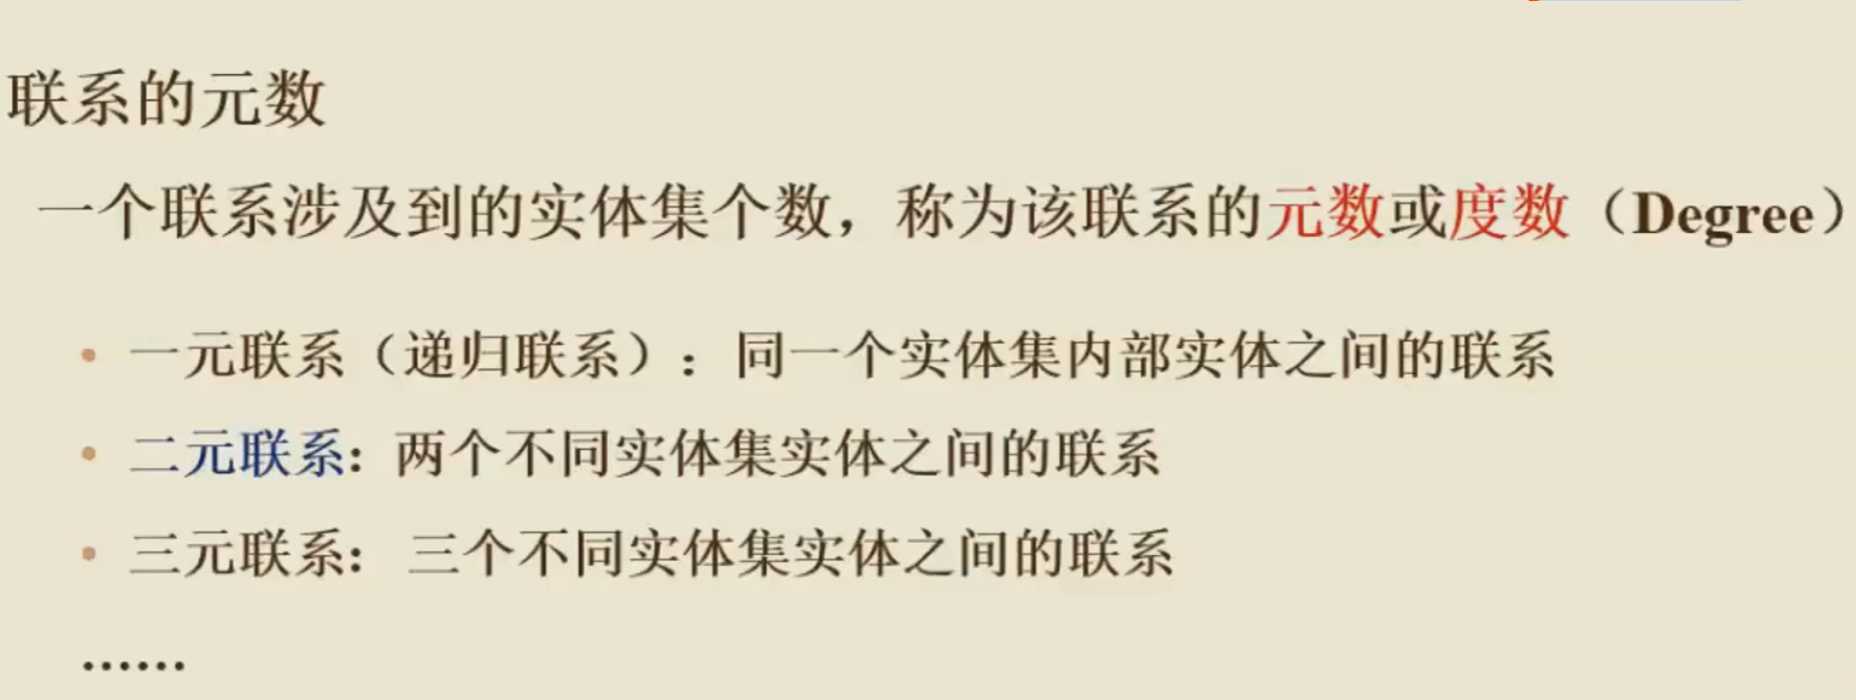 联系的元数
一个联系涉及到的实体集个数，称为该联系的元数或度数（Degree）
• 一元联系（递归联系）：同一个实体集内部实体之间的联系
• 二元联系：两个不同实体集实体之间的联系
• 三元联系： 三个不同实体集实体之间的联系
……